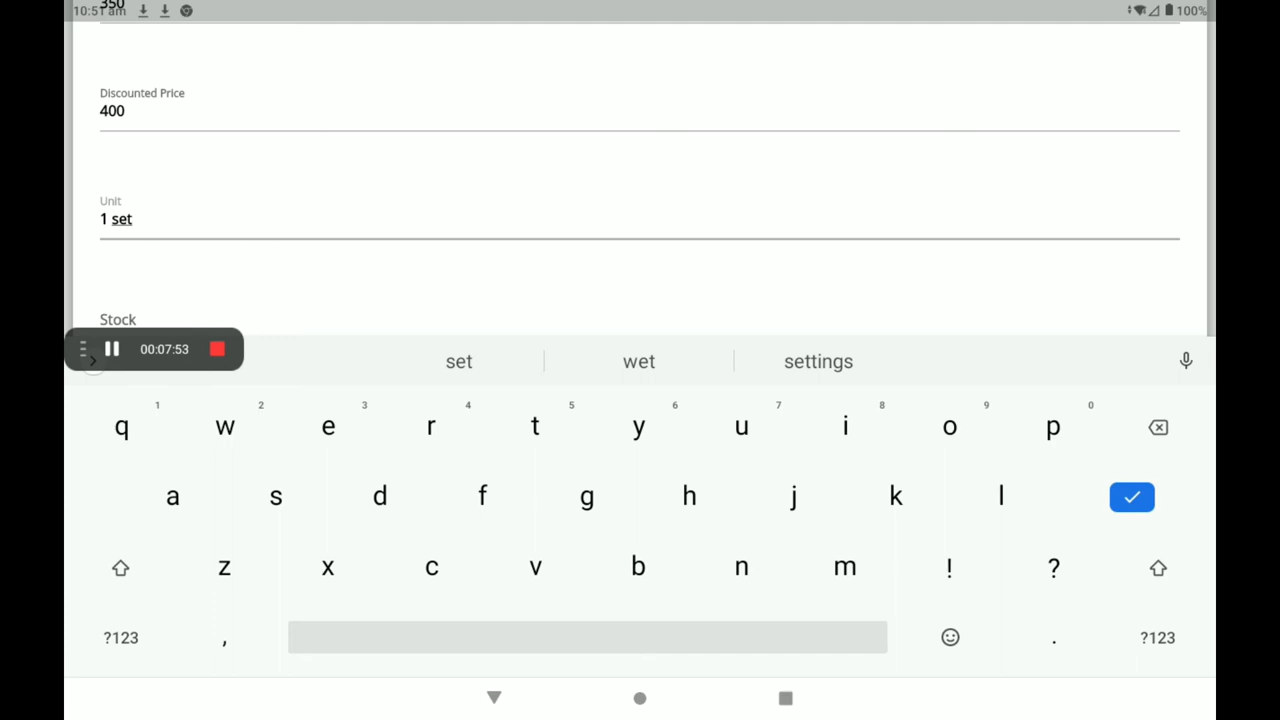 350
10:51 am 100%
Discounted Price
400
Unit
1 set
Stock
00:07:53
set wet settings
1 2 3 4 5 6 7 8 9 0
q w e r t y u i o p
a s d f g h j k l
z x c v b n m ! ?
?123 , . ?123